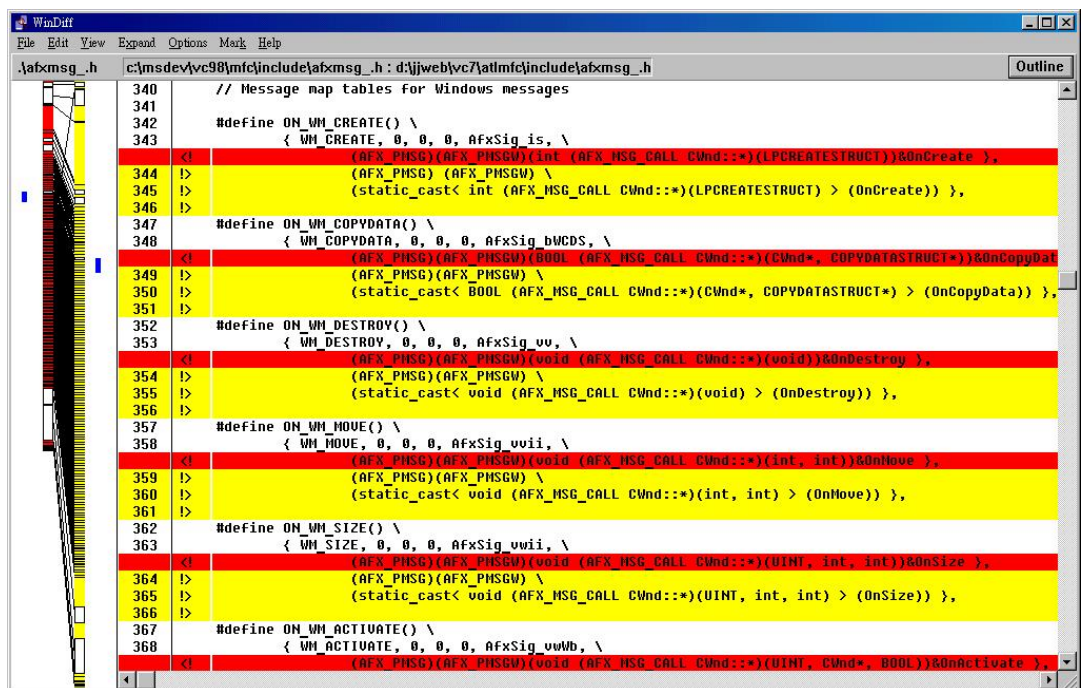 WinDiff
File Edit View Expand Options Mark Help
.\afxmsg_.h c:\msdev\vc98\mfc\include\afxmsg_.h : d:\jjweb\vc7\atlmfc\include\afxmsg_.h Outline
340 // Message map tables for Windows messages
341
342 #define ON_WM_CREATE() \
343 { WM_CREATE, 0, 0, 0, AfxSig_is, \
<! (AFX_PMSG)(AFX_PMSGW)(int (AFX_MSG_CALL CWnd::*)(LPCREATESTRUCT))&OnCreate },
344 !> (AFX_PMSG) (AFX_PMSGW) \
345 !> (static_cast< int (AFX_MSG_CALL CWnd::*)(LPCREATESTRUCT) > (OnCreate)) },
346 !>
347 #define ON_WM_COPYDATA() \
348 { WM_COPYDATA, 0, 0, 0, AfxSig_bWCDS, \
<! (AFX_PMSG)(AFX_PMSGW)(BOOL (AFX_MSG_CALL CWnd::*)(CWnd*, COPYDATASTRUCT*))&OnCopyDat
349 !> (AFX_PMSG)(AFX_PMSGW) \
350 !> (static_cast< BOOL (AFX_MSG_CALL CWnd::*)(CWnd*, COPYDATASTRUCT*) > (OnCopyData)) },
351 !>
352 #define ON_WM_DESTROY() \
353 { WM_DESTROY, 0, 0, 0, AfxSig_vv, \
<! (AFX_PMSG)(AFX_PMSGW)(void (AFX_MSG_CALL CWnd::*)(void))&OnDestroy },
354 !> (AFX_PMSG)(AFX_PMSGW) \
355 !> (static_cast< void (AFX_MSG_CALL CWnd::*)(void) > (OnDestroy)) },
356 !>
357 #define ON_WM_MOVE() \
358 { WM_MOVE, 0, 0, 0, AfxSig_vvii, \
<! (AFX_PMSG)(AFX_PMSGW)(void (AFX_MSG_CALL CWnd::*)(int, int))&OnMove },
359 !> (AFX_PMSG)(AFX_PMSGW) \
360 !> (static_cast< void (AFX_MSG_CALL CWnd::*)(int, int) > (OnMove)) },
361 !>
362 #define ON_WM_SIZE() \
363 { WM_SIZE, 0, 0, 0, AfxSig_vwii, \
<! (AFX_PMSG)(AFX_PMSGW)(void (AFX_MSG_CALL CWnd::*)(UINT, int, int))&OnSize },
364 !> (AFX_PMSG)(AFX_PMSGW) \
365 !> (static_cast< void (AFX_MSG_CALL CWnd::*)(UINT, int, int) > (OnSize)) },
366 !>
367 #define ON_WM_ACTIVATE() \
368 { WM_ACTIVATE, 0, 0, 0, AfxSig_vwWb, \
<! (AFX_PMSG)(AFX_PMSGW)(void (AFX_MSG_CALL CWnd::*)(UINT, CWnd*, BOOL))&OnActivate },